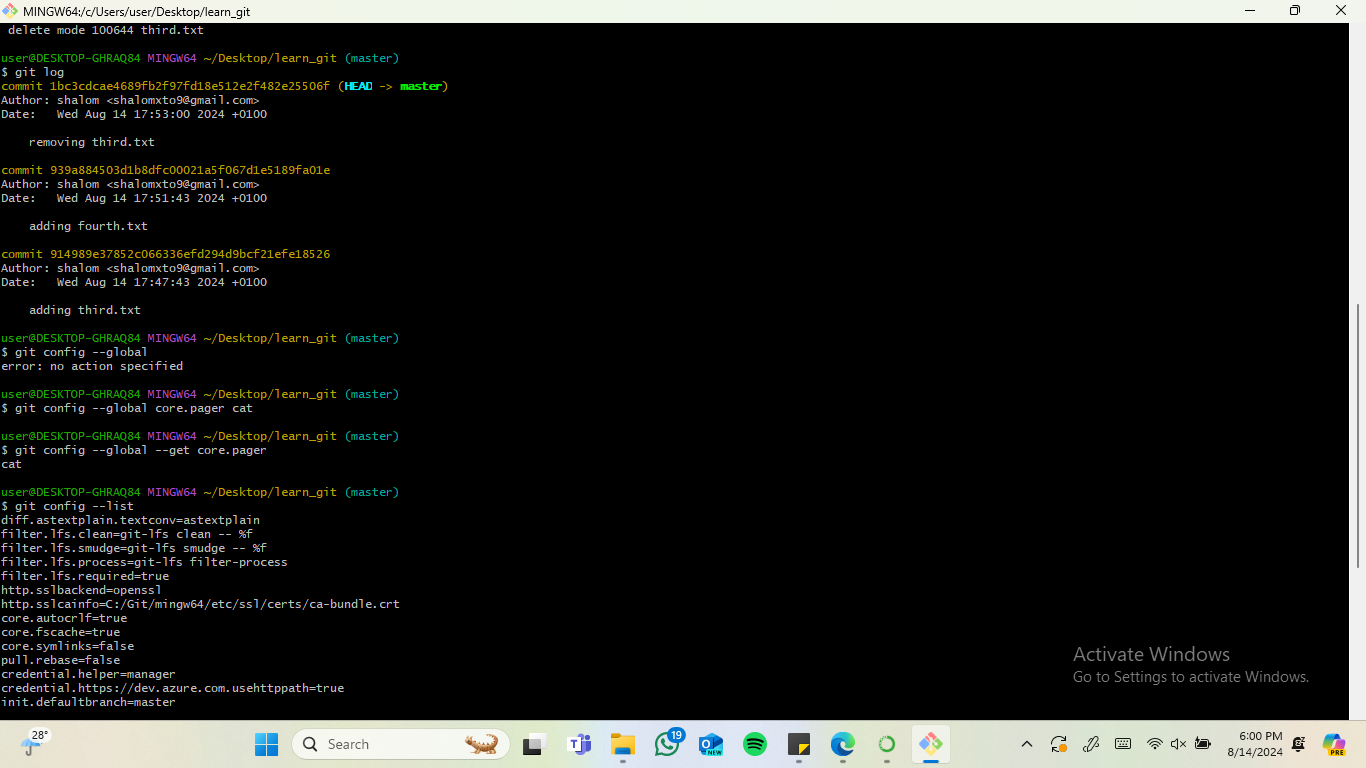 MINGW64:/c/Users/user/Desktop/learn_git
 delete mode 100644 third.txt
user@DESKTOP-GHRAQ84 MINGW64 ~/Desktop/learn_git (master)
$ git log
commit 1bc3cdcae4689fb2f97fd18e512e2f482e25506f (HEAD -> master)
Author: shalom <shalomxto9@gmail.com>
Date:   Wed Aug 14 17:53:00 2024 +0100
    removing third.txt
commit 939a884503d1b8dfc00021a5f067d1e5189fa01e
Author: shalom <shalomxto9@gmail.com>
Date:   Wed Aug 14 17:51:43 2024 +0100
    adding fourth.txt
commit 914989e37852c066336efd294d9bcf21efe18526
Author: shalom <shalomxto9@gmail.com>
Date:   Wed Aug 14 17:47:43 2024 +0100
    adding third.txt
user@DESKTOP-GHRAQ84 MINGW64 ~/Desktop/learn_git (master)
$ git config --global
error: no action specified
user@DESKTOP-GHRAQ84 MINGW64 ~/Desktop/learn_git (master)
$ git config --global core.pager cat
user@DESKTOP-GHRAQ84 MINGW64 ~/Desktop/learn_git (master)
$ git config --global --get core.pager
cat
user@DESKTOP-GHRAQ84 MINGW64 ~/Desktop/learn_git (master)
$ git config --list
diff.astextplain.textconv=astextplain
filter.lfs.clean=git-lfs clean -- %f
filter.lfs.smudge=git-lfs smudge -- %f
filter.lfs.process=git-lfs filter-process
filter.lfs.required=true
http.sslbackend=openssl
http.sslcainfo=C:/Git/mingw64/etc/ssl/certs/ca-bundle.crt
core.autocrlf=true
core.fscache=true
core.symlinks=false
pull.rebase=false
credential.helper=manager
credential.https://dev.azure.com.usehttppath=true
init.defaultbranch=master
Activate Windows
Go to Settings to activate Windows.
28°
Search
19
NEW
6:00 PM
8/14/2024
PRE